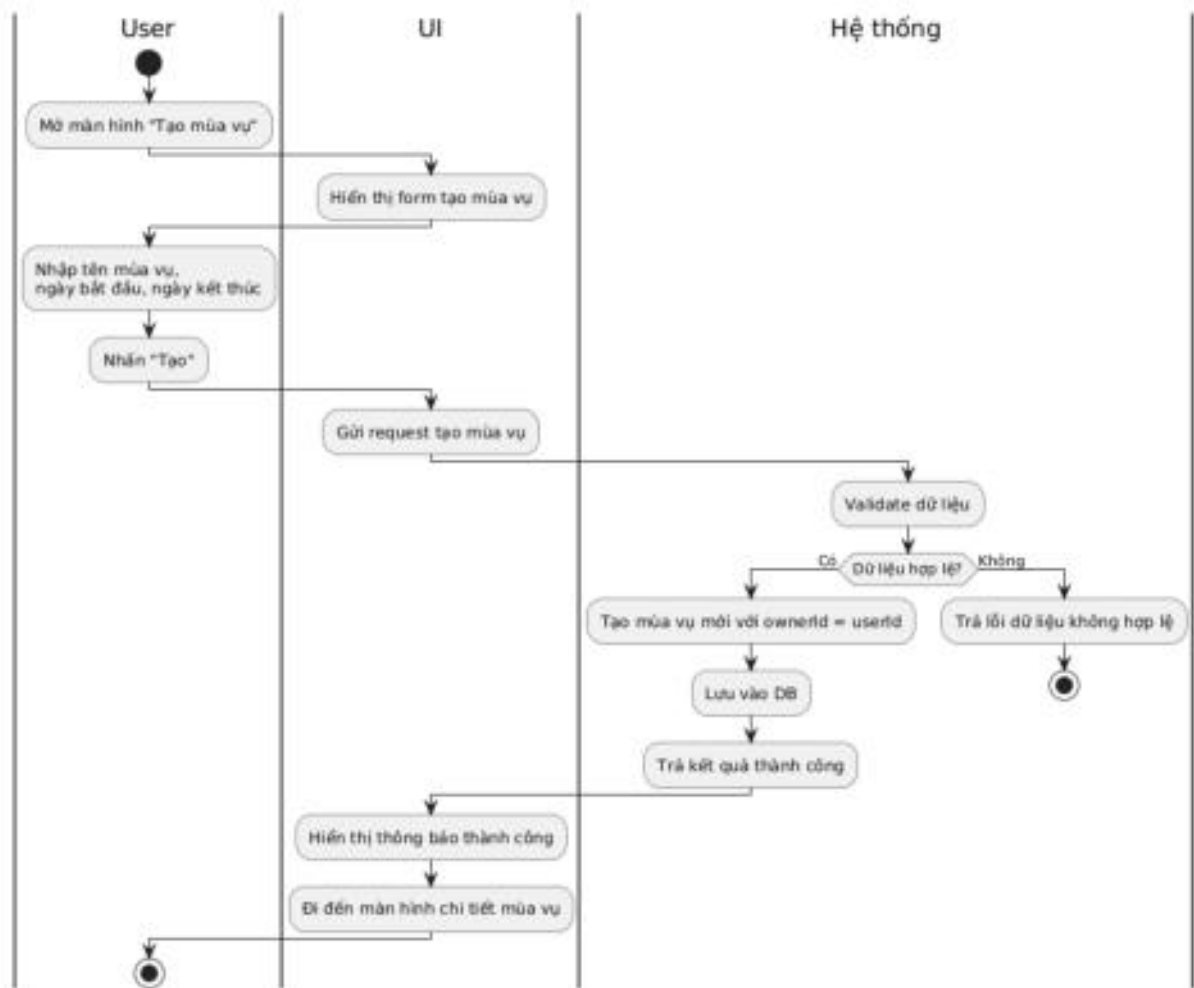 User
UI
Hệ thống
Mở màn hình "Tạo mùa vụ"
Hiển thị form tạo mùa vụ
Nhập tên mùa vụ,
ngày bắt đầu, ngày kết thúc
Nhấn "Tạo"
Gửi request tạo mùa vụ
Validate dữ liệu
Có
Dữ liệu hợp lệ?
Không
Tạo mùa vụ mới với ownerId = userId
Trả lỗi dữ liệu không hợp lệ
Lưu vào DB
Trả kết quả thành công
Hiển thị thông báo thành công
Đi đến màn hình chi tiết mùa vụ